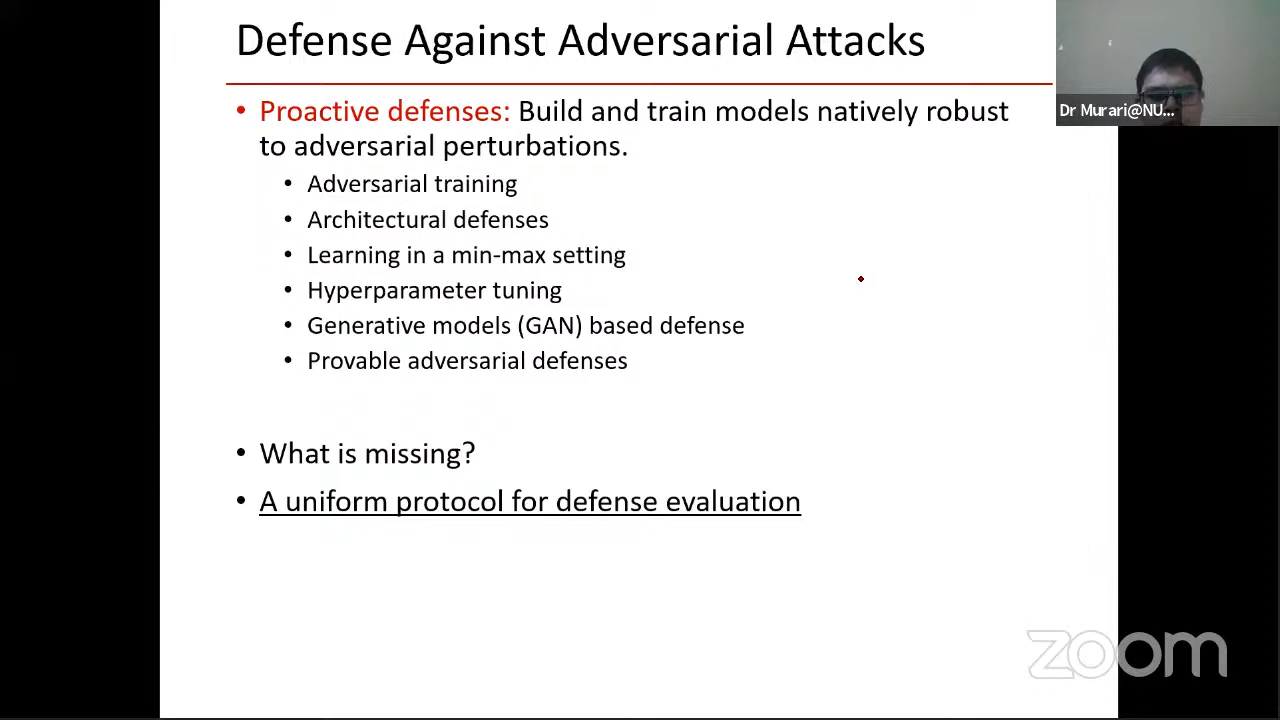 Defense Against Adversarial Attacks
• Proactive defenses: Build and train models natively robust
to adversarial perturbations.
• Adversarial training
• Architectural defenses
• Learning in a min-max setting
• Hyperparameter tuning
• Generative models (GAN) based defense
• Provable adversarial defenses
• What is missing?
• A uniform protocol for defense evaluation
Dr Murari@NU...
zoom